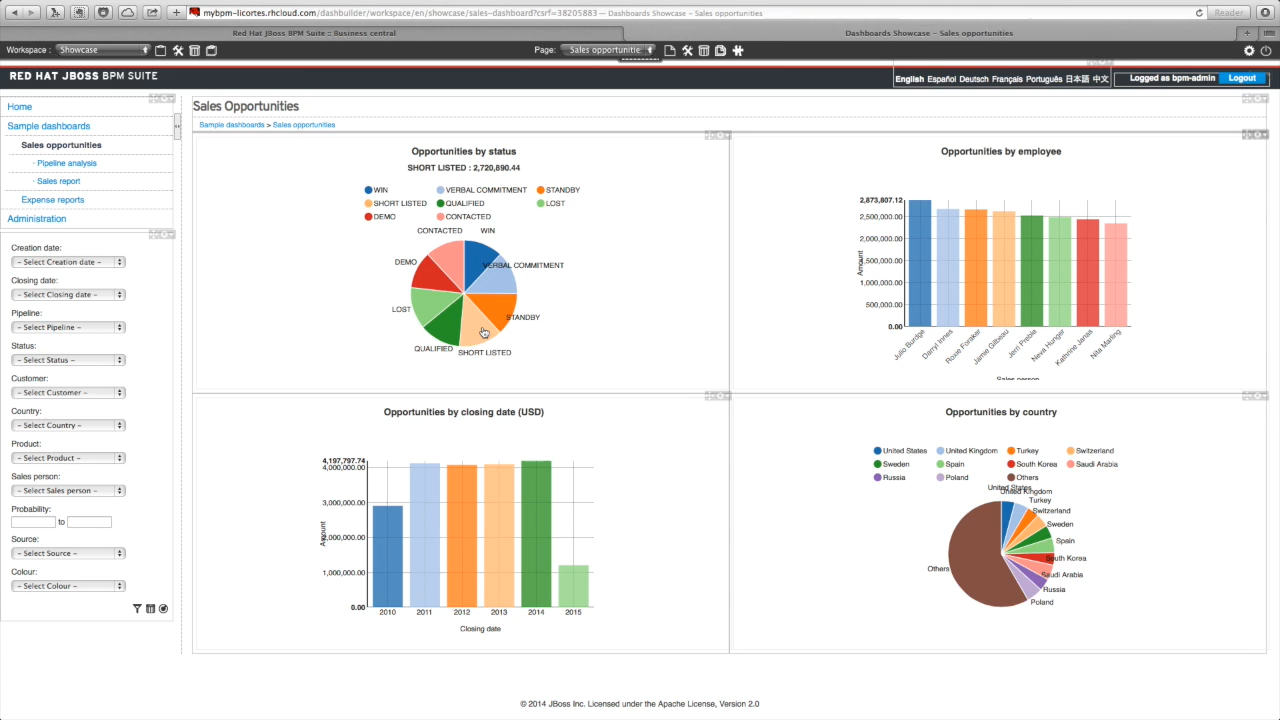 mybpm-licortes.rhcloud.com/dashbuilder/workspace/en/showcase/sales-dashboard?csrf=38205883 — Dashboards Showcase – Sales opportunities
Reader
Red Hat JBoss BPM Suite :: Business central
Dashboards Showcase – Sales opportunities
Workspace : Showcase
Page: Sales opportunitie
RED HAT JBOSS BPM SUITE
English Español Deutsch Français Português 日本語 中文
Logged as bpm-admin Logout
Home
Sample dashboards
Sales opportunities
· Pipeline analysis
· Sales report
Expense reports
Administration
Creation date:
– Select Creation date –
Closing date:
– Select Closing date –
Pipeline:
– Select Pipeline –
Status:
– Select Status –
Customer:
– Select Customer –
Country:
– Select Country –
Product:
– Select Product –
Sales person:
– Select Sales person –
Probability:
to
Source:
– Select Source –
Colour:
– Select Colour –
Sales Opportunities
Sample dashboards > Sales opportunities
Opportunities by status
SHORT LISTED : 2,720,890.44
WIN VERBAL COMMITMENT STANDBY
SHORT LISTED QUALIFIED LOST
DEMO CONTACTED
CONTACTED WIN
DEMO VERBAL COMMITMENT
LOST STANDBY
QUALIFIED SHORT LISTED
Opportunities by employee
2,873,807.12
2,500,000.00
2,000,000.00
1,500,000.00
1,000,000.00
500,000.00
0.00
Amount
Julio Burdge
Darryl Innes
Roxie Foraker
Jamie Gilbeau
Jerri Preble
Neva Hunger
Kathrine Janas
Nita Marling
Sales person
Opportunities by closing date (USD)
4,197,797.74
4,000,000.00
3,000,000.00
2,000,000.00
1,000,000.00
0.00
Amount
2010 2011 2012 2013 2014 2015
Closing date
Opportunities by country
United States United Kingdom Turkey Switzerland
Sweden Spain South Korea Saudi Arabia
Russia Poland Others
United States
United Kingdom
Turkey
Switzerland
Sweden
Spain
South Korea
Others
Saudi Arabia
Russia
Poland
© 2014 JBoss Inc. Licensed under the Apache License, Version 2.0